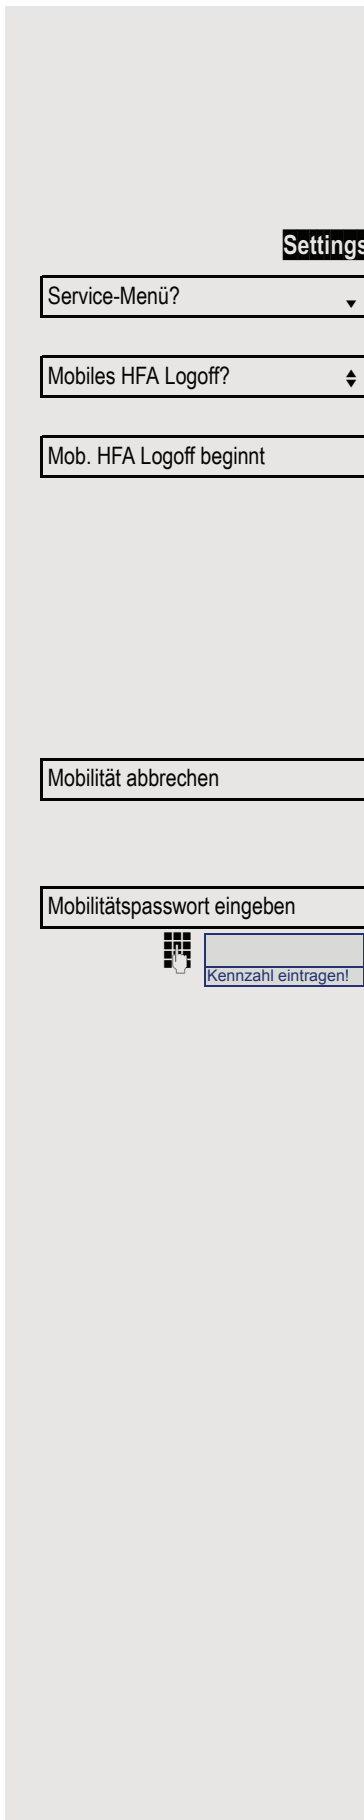 Settings
Service-Menü?
Mobiles HFA Logoff?
Mob. HFA Logoff beginnt
Mobilität abbrechen
Mobilitätspasswort eingeben
Kennzahl eintragen!